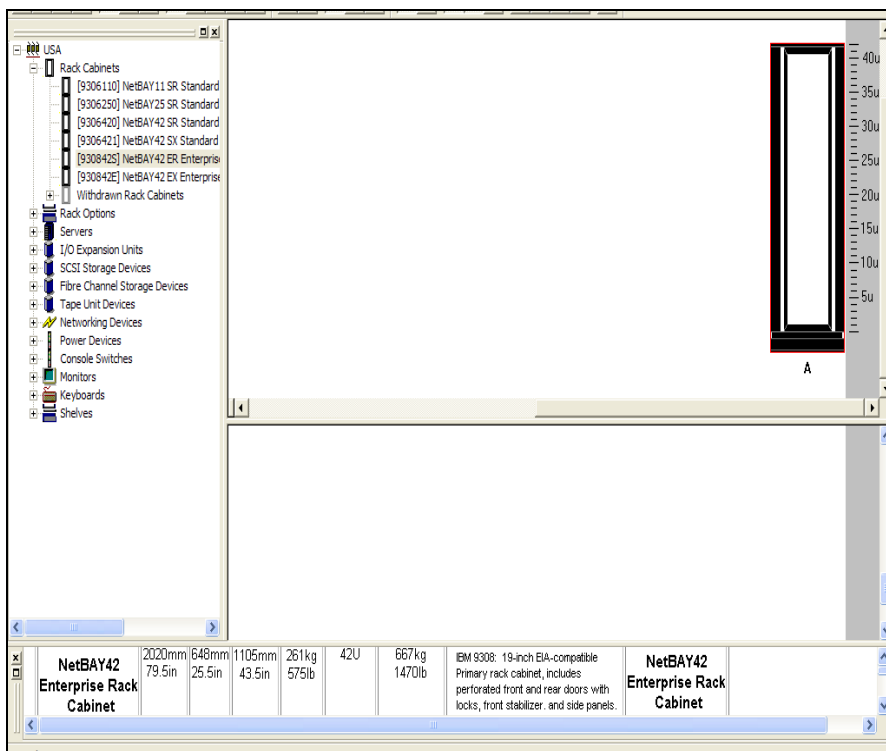 USA
Rack Cabinets
[9306110] NetBAY11 SR Standard
[9306250] NetBAY25 SR Standard
[9306420] NetBAY42 SR Standard
[9306421] NetBAY42 SX Standard
[930842S] NetBAY42 ER Enterprise
[930842E] NetBAY42 EX Enterprise
Withdrawn Rack Cabinets
Rack Options
Servers
I/O Expansion Units
SCSI Storage Devices
Fibre Channel Storage Devices
Tape Unit Devices
Networking Devices
Power Devices
Console Switches
Monitors
Keyboards
Shelves
40u
35u
30u
25u
20u
15u
10u
5u
A
NetBAY42
Enterprise Rack
Cabinet
2020mm
79.5in
648mm
25.5in
1105mm
43.5in
261kg
575lb
42U
667kg
1470lb
IBM 9308: 19-inch EIA-compatible
Primary rack cabinet, includes
perforated front and rear doors with
locks, front stabilizer. and side panels.
NetBAY42
Enterprise Rack
Cabinet